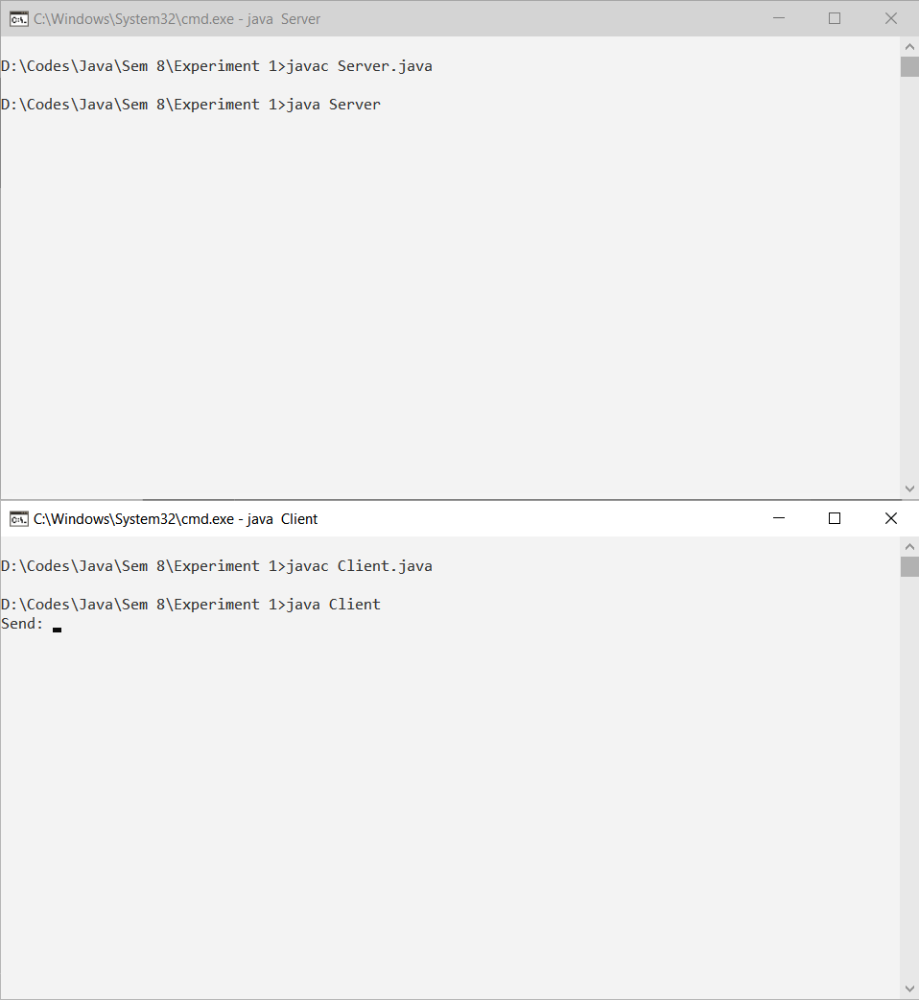 C:\Windows\System32\cmd.exe - java  Server
D:\Codes\Java\Sem 8\Experiment 1>javac Server.java
D:\Codes\Java\Sem 8\Experiment 1>java Server
C:\Windows\System32\cmd.exe - java  Client
D:\Codes\Java\Sem 8\Experiment 1>javac Client.java
D:\Codes\Java\Sem 8\Experiment 1>java Client
Send: